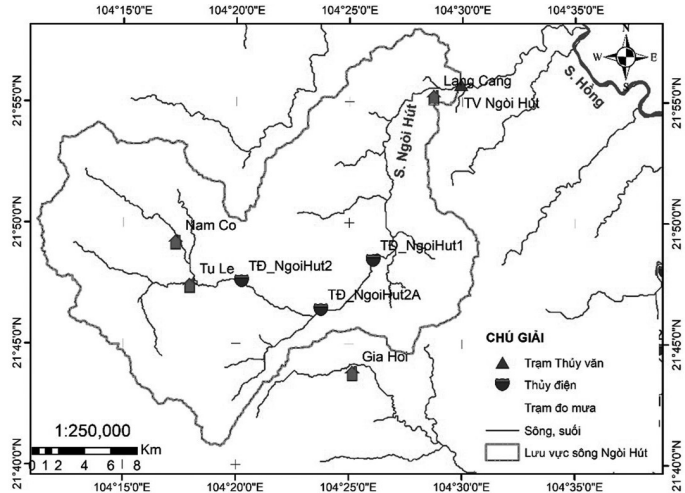 104°15'0"E 104°20'0"E 104°25'0"E 104°30'0"E 104°35'0"E
N
W E
S
Lang Cang
TV Ngòi Hút
S. Hồng
S. Ngòi Hút
21°55'0"N 21°55'0"N
21°50'0"N 21°50'0"N
Nam Co
Tu Le
TĐ_NgoiHut2
TĐ_NgoiHut1
TĐ_NgoiHut2A
21°45'0"N 21°45'0"N
Gia Hoi
CHÚ GIẢI
Trạm Thủy văn
Thủy điện
Trạm đo mưa
Sông, suối
Lưu vực sông Ngòi Hút
1:250,000
Km
0 1 2 4 6 8
21°40'0"N 21°40'0"N
104°15'0"E 104°20'0"E 104°25'0"E 104°30'0"E 104°35'0"E